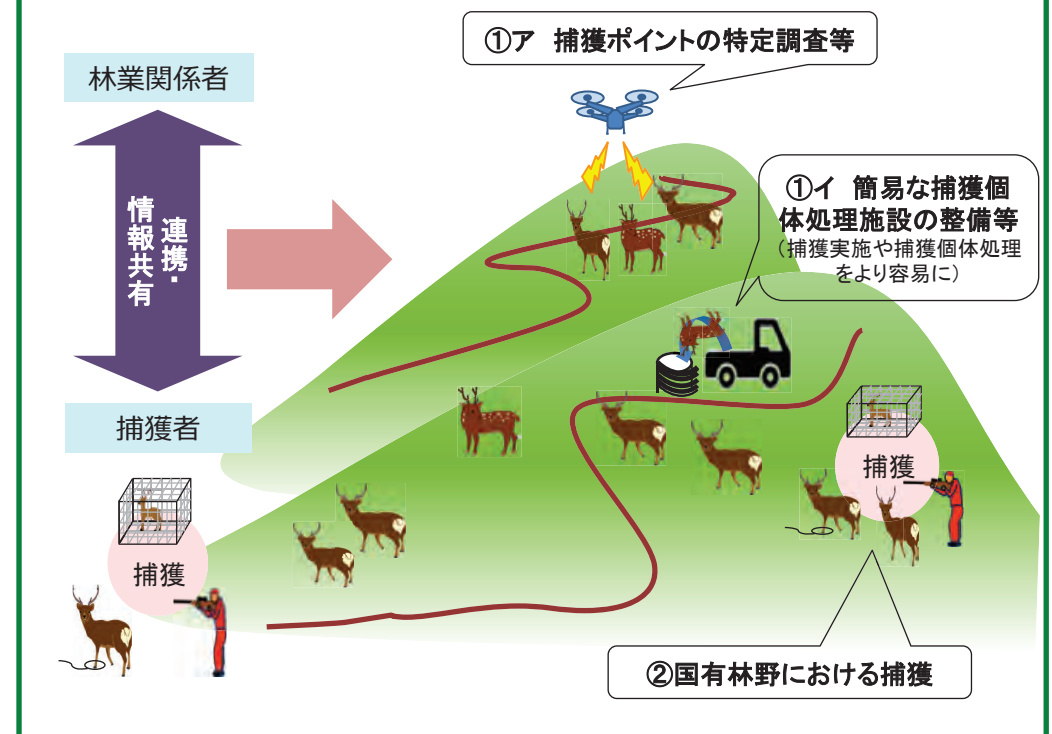 ①ア 捕獲ポイントの特定調査等
林業関係者
連携・
情報共有
捕獲者
①イ 簡易な捕獲個
体処理施設の整備等
(捕獲実施や捕獲個体処理
をより容易に)
捕獲
捕獲
②国有林野における捕獲